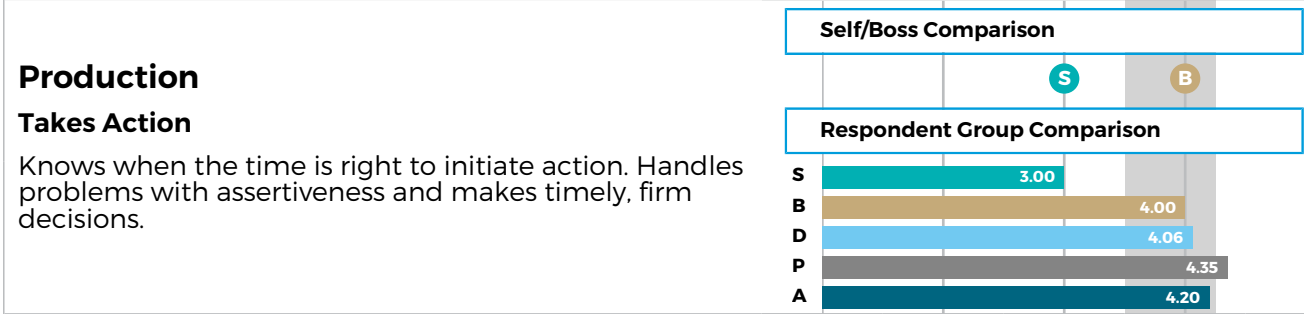 Production
Takes Action
Knows when the time is right to initiate action. Handles
problems with assertiveness and makes timely, firm
decisions.
Self/Boss Comparison
S B
Respondent Group Comparison
S 3.00
B 4.00
D 4.06
P 4.35
A 4.20